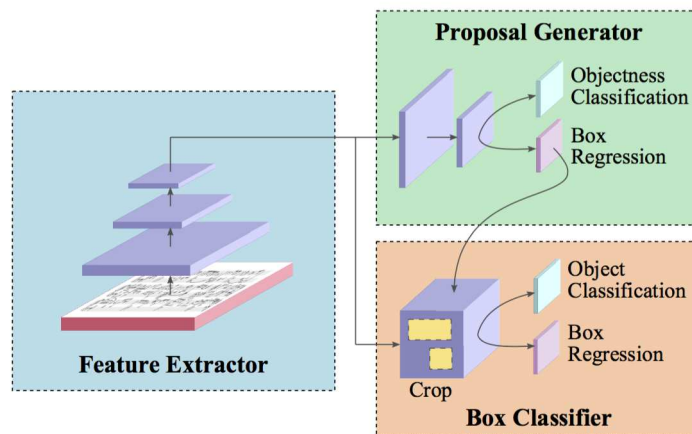 Proposal Generator
Objectness
Classification
Box
Regression
Feature Extractor
Object
Classification
Box
Regression
Crop
Box Classifier